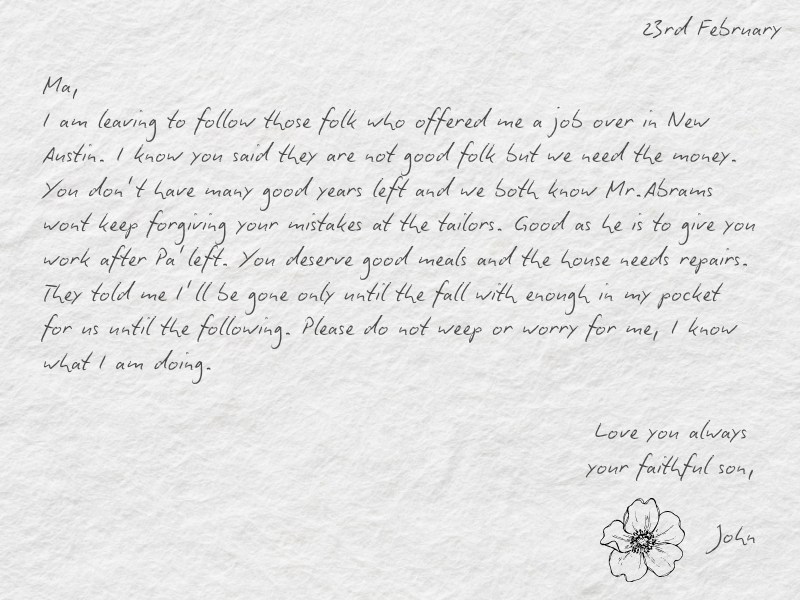 23rd February
Ma,
I am leaving to follow those folk who offered me a job over in New
Austin. I know you said they are not good folk but we need the money.
You don't have many good years left and we both know Mr.Abrams
wont keep forgiving your mistakes at the tailors. Good as he is to give you
work after Pa' left. You deserve good meals and the house needs repairs.
They told me I'll be gone only until the fall with enough in my pocket
for us until the following. Please do not weep or worry for me, I know
what I am doing.
Love you always
your faithful son,
John